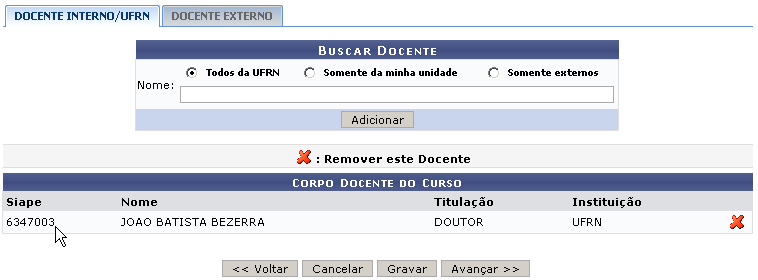 DOCENTE INTERNO/UFRN DOCENTE EXTERNO
BUSCAR DOCENTE
Todos da UFRN Somente da minha unidade Somente externos
Nome:
Adicionar
: Remover este Docente
CORPO DOCENTE DO CURSO
Siape Nome Titulação Instituição
6347003 JOAO BATISTA BEZERRA DOUTOR UFRN
<< Voltar Cancelar Gravar Avançar >>